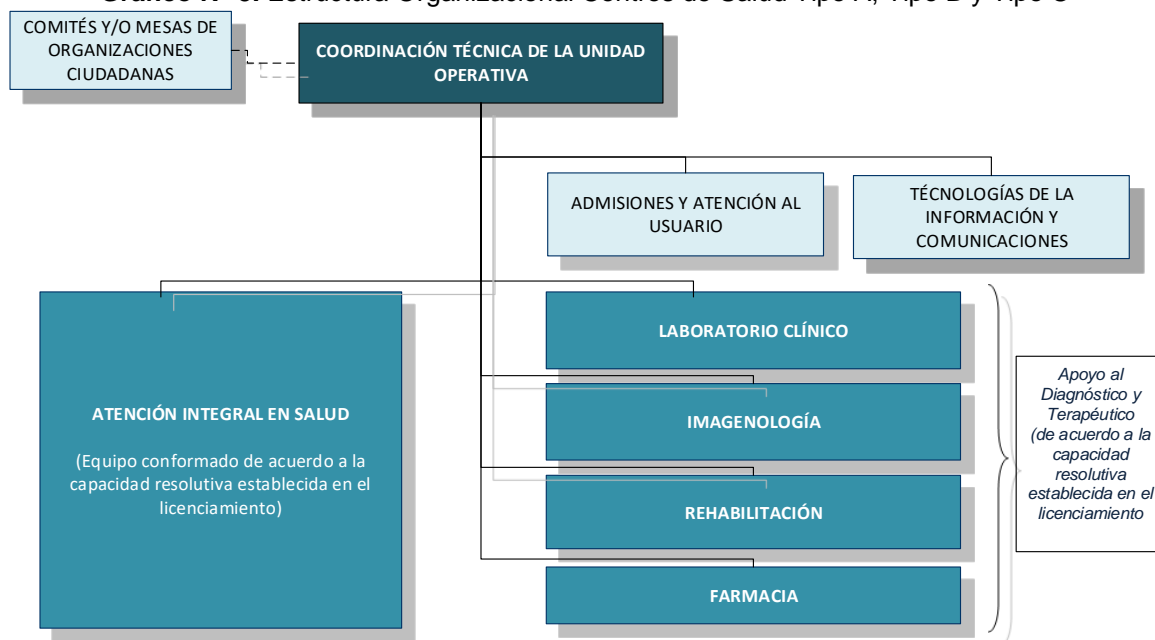 COMITÉS Y/O MESAS DE
ORGANIZACIONES
CIUDADANAS
COORDINACIÓN TÉCNICA DE LA UNIDAD
OPERATIVA
ADMISIONES Y ATENCIÓN AL
USUARIO
TÉCNOLOGÍAS DE LA
INFORMACIÓN Y
COMUNICACIONES
ATENCIÓN INTEGRAL EN SALUD
(Equipo conformado de acuerdo a la
capacidad resolutiva establecida en el
licenciamiento)
LABORATORIO CLÍNICO
IMAGENOLOGÍA
REHABILITACIÓN
FARMACIA
Apoyo al
Diagnóstico y
Terapéutico
(de acuerdo a la
capacidad
resolutiva
establecida en el
licenciamiento